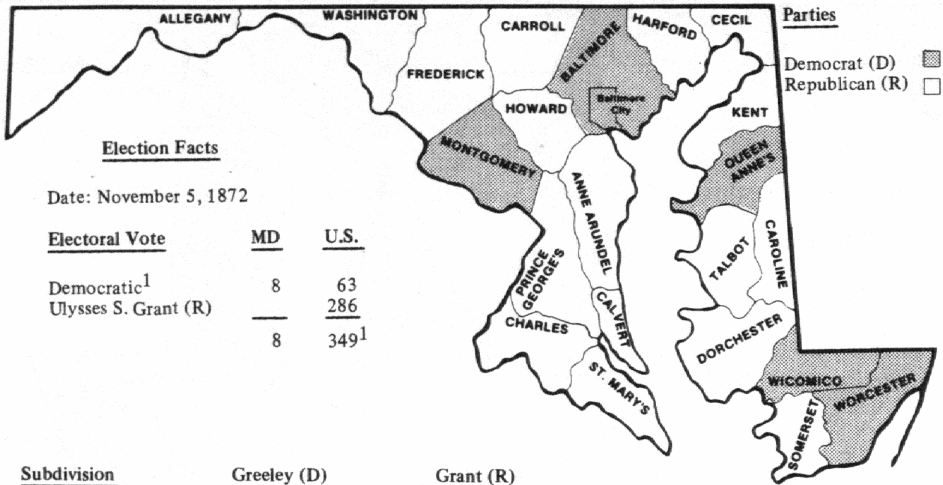 ALLEGANY
WASHINGTON
FREDERICK
CARROLL
BALTIMORE
HARFORD
CECIL
Parties
Democrat (D)
Republican (R)
HOWARD
Baltimore
City
KENT
MONTGOMERY
QUEEN
ANNE'S
ANNE ARUNDEL
PRINCE
GEORGE'S
CALVERT
TALBOT
CAROLINE
CHARLES
ST. MARY'S
DORCHESTER
WICOMICO
WORCESTER
SOMERSET
Election Facts
Date: November 5, 1872
Electoral Vote MD U.S.
Democratic1 8 63
Ulysses S. Grant (R) 286
8 3491
Subdivision Greeley (D) Grant (R)